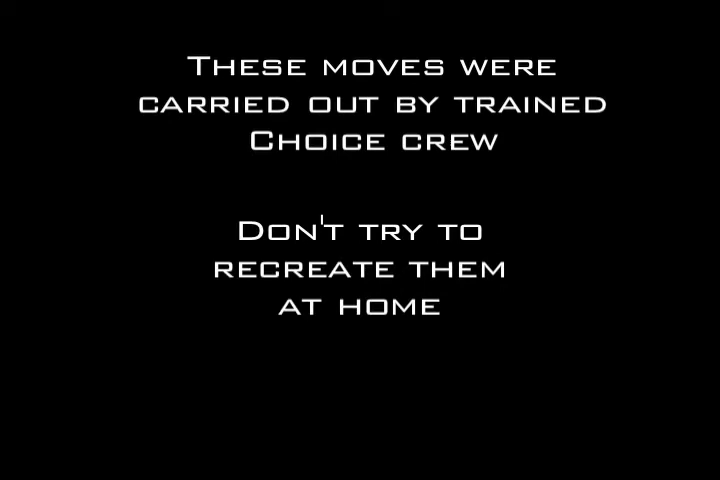 These moves were
carried out by trained
Choice crew
Don't try to
recreate them
at home